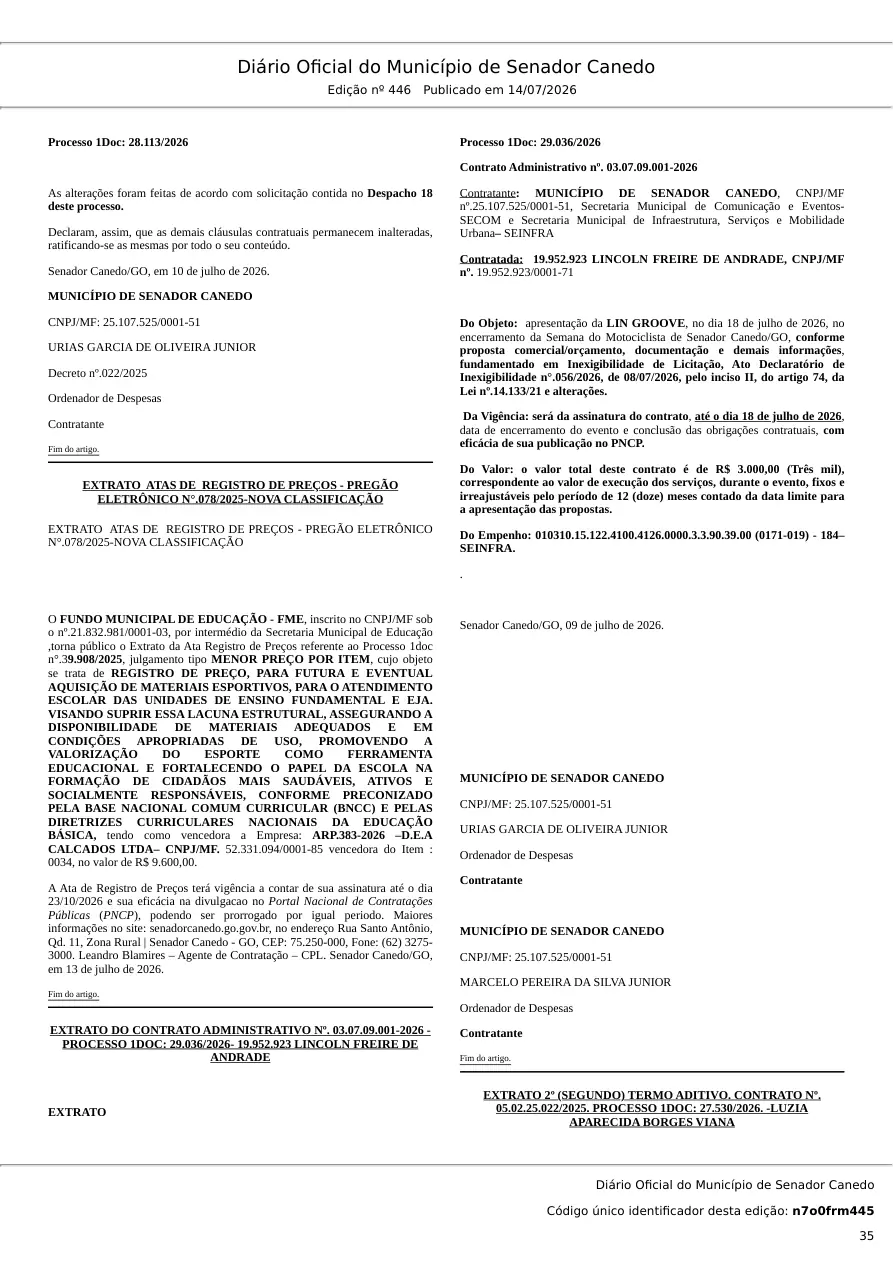 Diário Oficial do Município de Senador Canedo
Edição nº 446   Publicado em 14/07/2026
Processo 1Doc: 28.113/2026
As alterações foram feitas de acordo com solicitação contida no Despacho 18
deste processo.
Declaram, assim, que as demais cláusulas contratuais permanecem inalteradas,
ratificando-se as mesmas por todo o seu conteúdo.
Senador Canedo/GO, em 10 de julho de 2026.
MUNICÍPIO DE SENADOR CANEDO
CNPJ/MF: 25.107.525/0001-51
URIAS GARCIA DE OLIVEIRA JUNIOR
Decreto nº.022/2025
Ordenador de Despesas
Contratante
Fim do artigo.
EXTRATO  ATAS DE  REGISTRO DE PREÇOS - PREGÃO
ELETRÔNICO N°.078/2025-NOVA CLASSIFICAÇÃO
EXTRATO  ATAS DE  REGISTRO DE PREÇOS - PREGÃO ELETRÔNICO
N°.078/2025-NOVA CLASSIFICAÇÃO
O FUNDO MUNICIPAL DE EDUCAÇÃO - FME, inscrito no CNPJ/MF sob
o nº.21.832.981/0001-03, por intermédio da Secretaria Municipal de Educação
,torna público o Extrato da Ata Registro de Preços referente ao Processo 1doc
n°.39.908/2025, julgamento tipo MENOR PREÇO POR ITEM, cujo objeto
se trata de REGISTRO DE PREÇO, PARA FUTURA E EVENTUAL
AQUISIÇÃO DE MATERIAIS ESPORTIVOS, PARA O ATENDIMENTO
ESCOLAR DAS UNIDADES DE ENSINO FUNDAMENTAL E EJA.
VISANDO SUPRIR ESSA LACUNA ESTRUTURAL, ASSEGURANDO A
DISPONIBILIDADE DE MATERIAIS ADEQUADOS E EM
CONDIÇÕES APROPRIADAS DE USO, PROMOVENDO A
VALORIZAÇÃO DO ESPORTE COMO FERRAMENTA
EDUCACIONAL E FORTALECENDO O PAPEL DA ESCOLA NA
FORMAÇÃO DE CIDADÃOS MAIS SAUDÁVEIS, ATIVOS E
SOCIALMENTE RESPONSÁVEIS, CONFORME PRECONIZADO
PELA BASE NACIONAL COMUM CURRICULAR (BNCC) E PELAS
DIRETRIZES CURRICULARES NACIONAIS DA EDUCAÇÃO
BÁSICA, tendo como vencedora a Empresa: ARP.383-2026 –D.E.A
CALCADOS LTDA– CNPJ/MF. 52.331.094/0001-85 vencedora do Item :
0034, no valor de R$ 9.600,00.
A Ata de Registro de Preços terá vigência a contar de sua assinatura até o dia
23/10/2026 e sua eficácia na divulgacao no Portal Nacional de Contratações
Públicas (PNCP), podendo ser prorrogado por igual periodo. Maiores
informações no site: senadorcanedo.go.gov.br, no endereço Rua Santo Antônio,
Qd. 11, Zona Rural | Senador Canedo - GO, CEP: 75.250-000, Fone: (62) 3275-
3000. Leandro Blamires – Agente de Contratação – CPL. Senador Canedo/GO,
em 13 de julho de 2026.
Fim do artigo.
EXTRATO DO CONTRATO ADMINISTRATIVO Nº. 03.07.09.001-2026 -
PROCESSO 1DOC: 29.036/2026- 19.952.923 LINCOLN FREIRE DE
ANDRADE
EXTRATO
Processo 1Doc: 29.036/2026
Contrato Administrativo nº. 03.07.09.001-2026
Contratante: MUNICÍPIO DE SENADOR CANEDO, CNPJ/MF
nº.25.107.525/0001-51, Secretaria Municipal de Comunicação e Eventos-
SECOM e Secretaria Municipal de Infraestrutura, Serviços e Mobilidade
Urbana– SEINFRA
Contratada:  19.952.923 LINCOLN FREIRE DE ANDRADE, CNPJ/MF
nº. 19.952.923/0001-71
Do Objeto:  apresentação da LIN GROOVE, no dia 18 de julho de 2026, no
encerramento da Semana do Motociclista de Senador Canedo/GO, conforme
proposta comercial/orçamento, documentação e demais informações,
fundamentado em Inexigibilidade de Licitação, Ato Declaratório de
Inexigibilidade n°.056/2026, de 08/07/2026, pelo inciso II, do artigo 74, da
Lei nº.14.133/21 e alterações.
Da Vigência: será da assinatura do contrato, até o dia 18 de julho de 2026,
data de encerramento do evento e conclusão das obrigações contratuais, com
eficácia de sua publicação no PNCP.
Do Valor: o valor total deste contrato é de R$ 3.000,00 (Três mil),
correspondente ao valor de execução dos serviços, durante o evento, fixos e
irreajustáveis pelo período de 12 (doze) meses contado da data limite para
a apresentação das propostas.
Do Empenho: 010310.15.122.4100.4126.0000.3.3.90.39.00 (0171-019) - 184–
SEINFRA.
.
Senador Canedo/GO, 09 de julho de 2026.
MUNICÍPIO DE SENADOR CANEDO
CNPJ/MF: 25.107.525/0001-51
URIAS GARCIA DE OLIVEIRA JUNIOR
Ordenador de Despesas
Contratante
MUNICÍPIO DE SENADOR CANEDO
CNPJ/MF: 25.107.525/0001-51
MARCELO PEREIRA DA SILVA JUNIOR
Ordenador de Despesas
Contratante
Fim do artigo.
EXTRATO 2º (SEGUNDO) TERMO ADITIVO. CONTRATO Nº.
05.02.25.022/2025. PROCESSO 1DOC: 27.530/2026. -LUZIA
APARECIDA BORGES VIANA
Diário Oficial do Município de Senador Canedo
Código único identificador desta edição: n7o0frm445
35